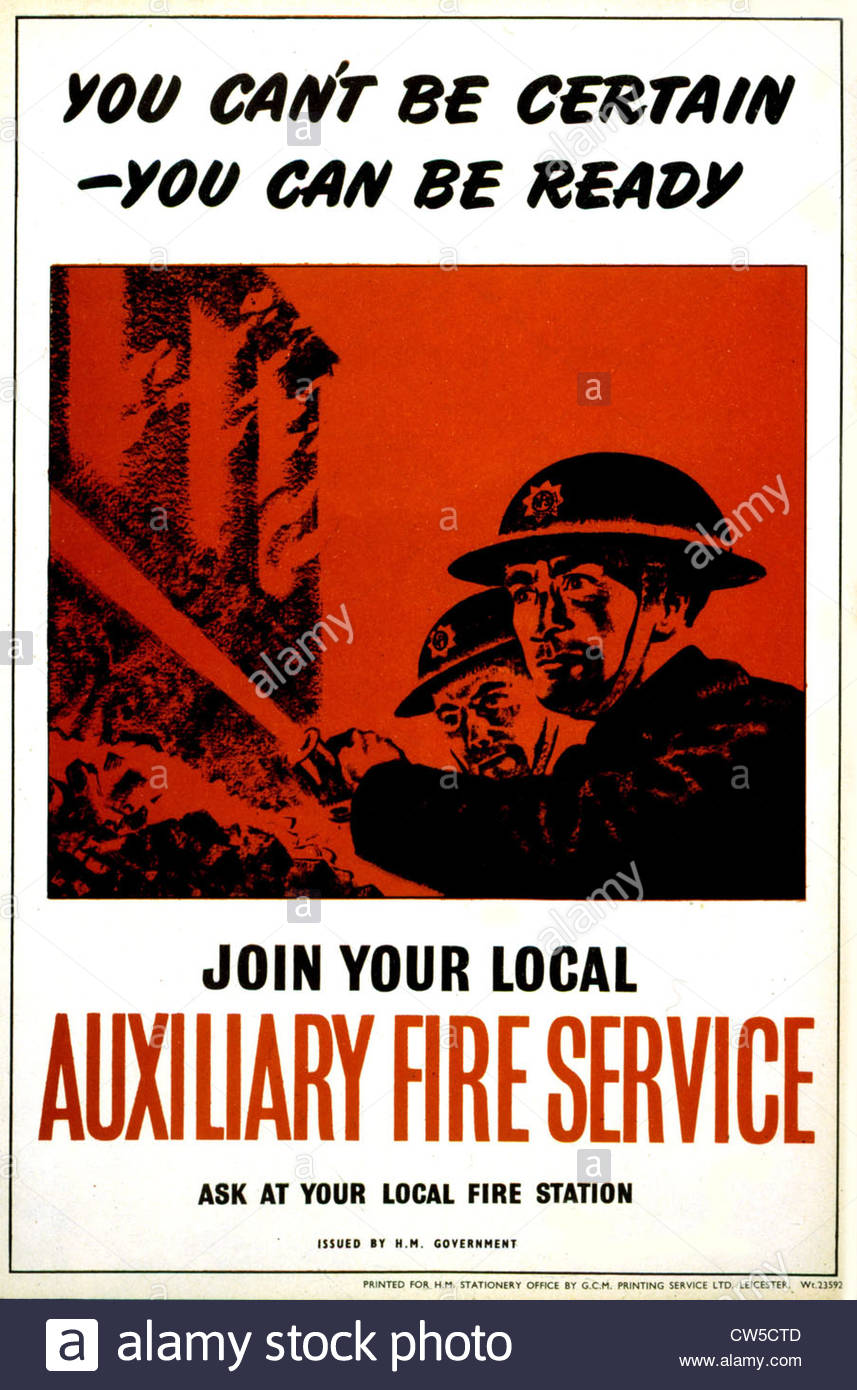 YOU CAN'T BE CERTAIN
—YOU CAN BE READY
JOIN YOUR LOCAL
AUXILIARY FIRE SERVICE
ASK AT YOUR LOCAL FIRE STATION
ISSUED BY H.M. GOVERNMENT
PRINTED FOR H.M. STATIONERY OFFICE BY G.C.M. PRINTING SERVICE LTD. LEICESTER. Wt.23592
a alamy stock photo
CW5CTD
www.alamy.com
a
alamy